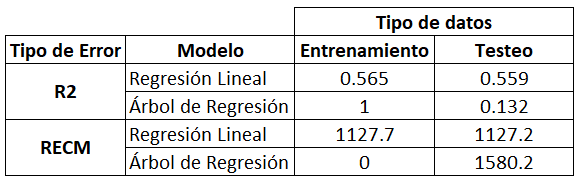 Tipo de datos
Tipo de Error Modelo Entrenamiento Testeo
R2
Regresión Lineal 0.565 0.559
Árbol de Regresión 1 0.132
RECM
Regresión Lineal 1127.7 1127.2
Árbol de Regresión 0 1580.2